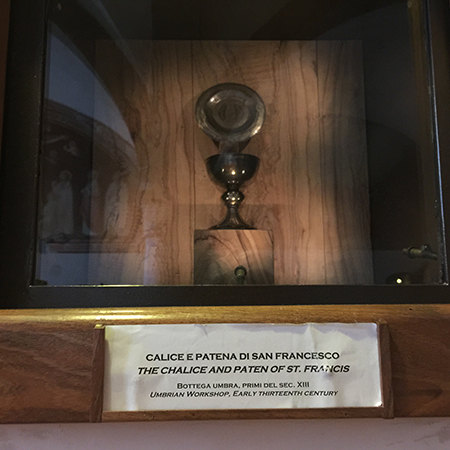 CALICE E PATENA DI SAN FRANCESCO
THE CHALICE AND PATEN OF ST. FRANCIS
BOTTEGA UMBRA, PRIMI DEL SEC. XIII
UMBRIAN WORKSHOP, EARLY THIRTEENTH CENTURY